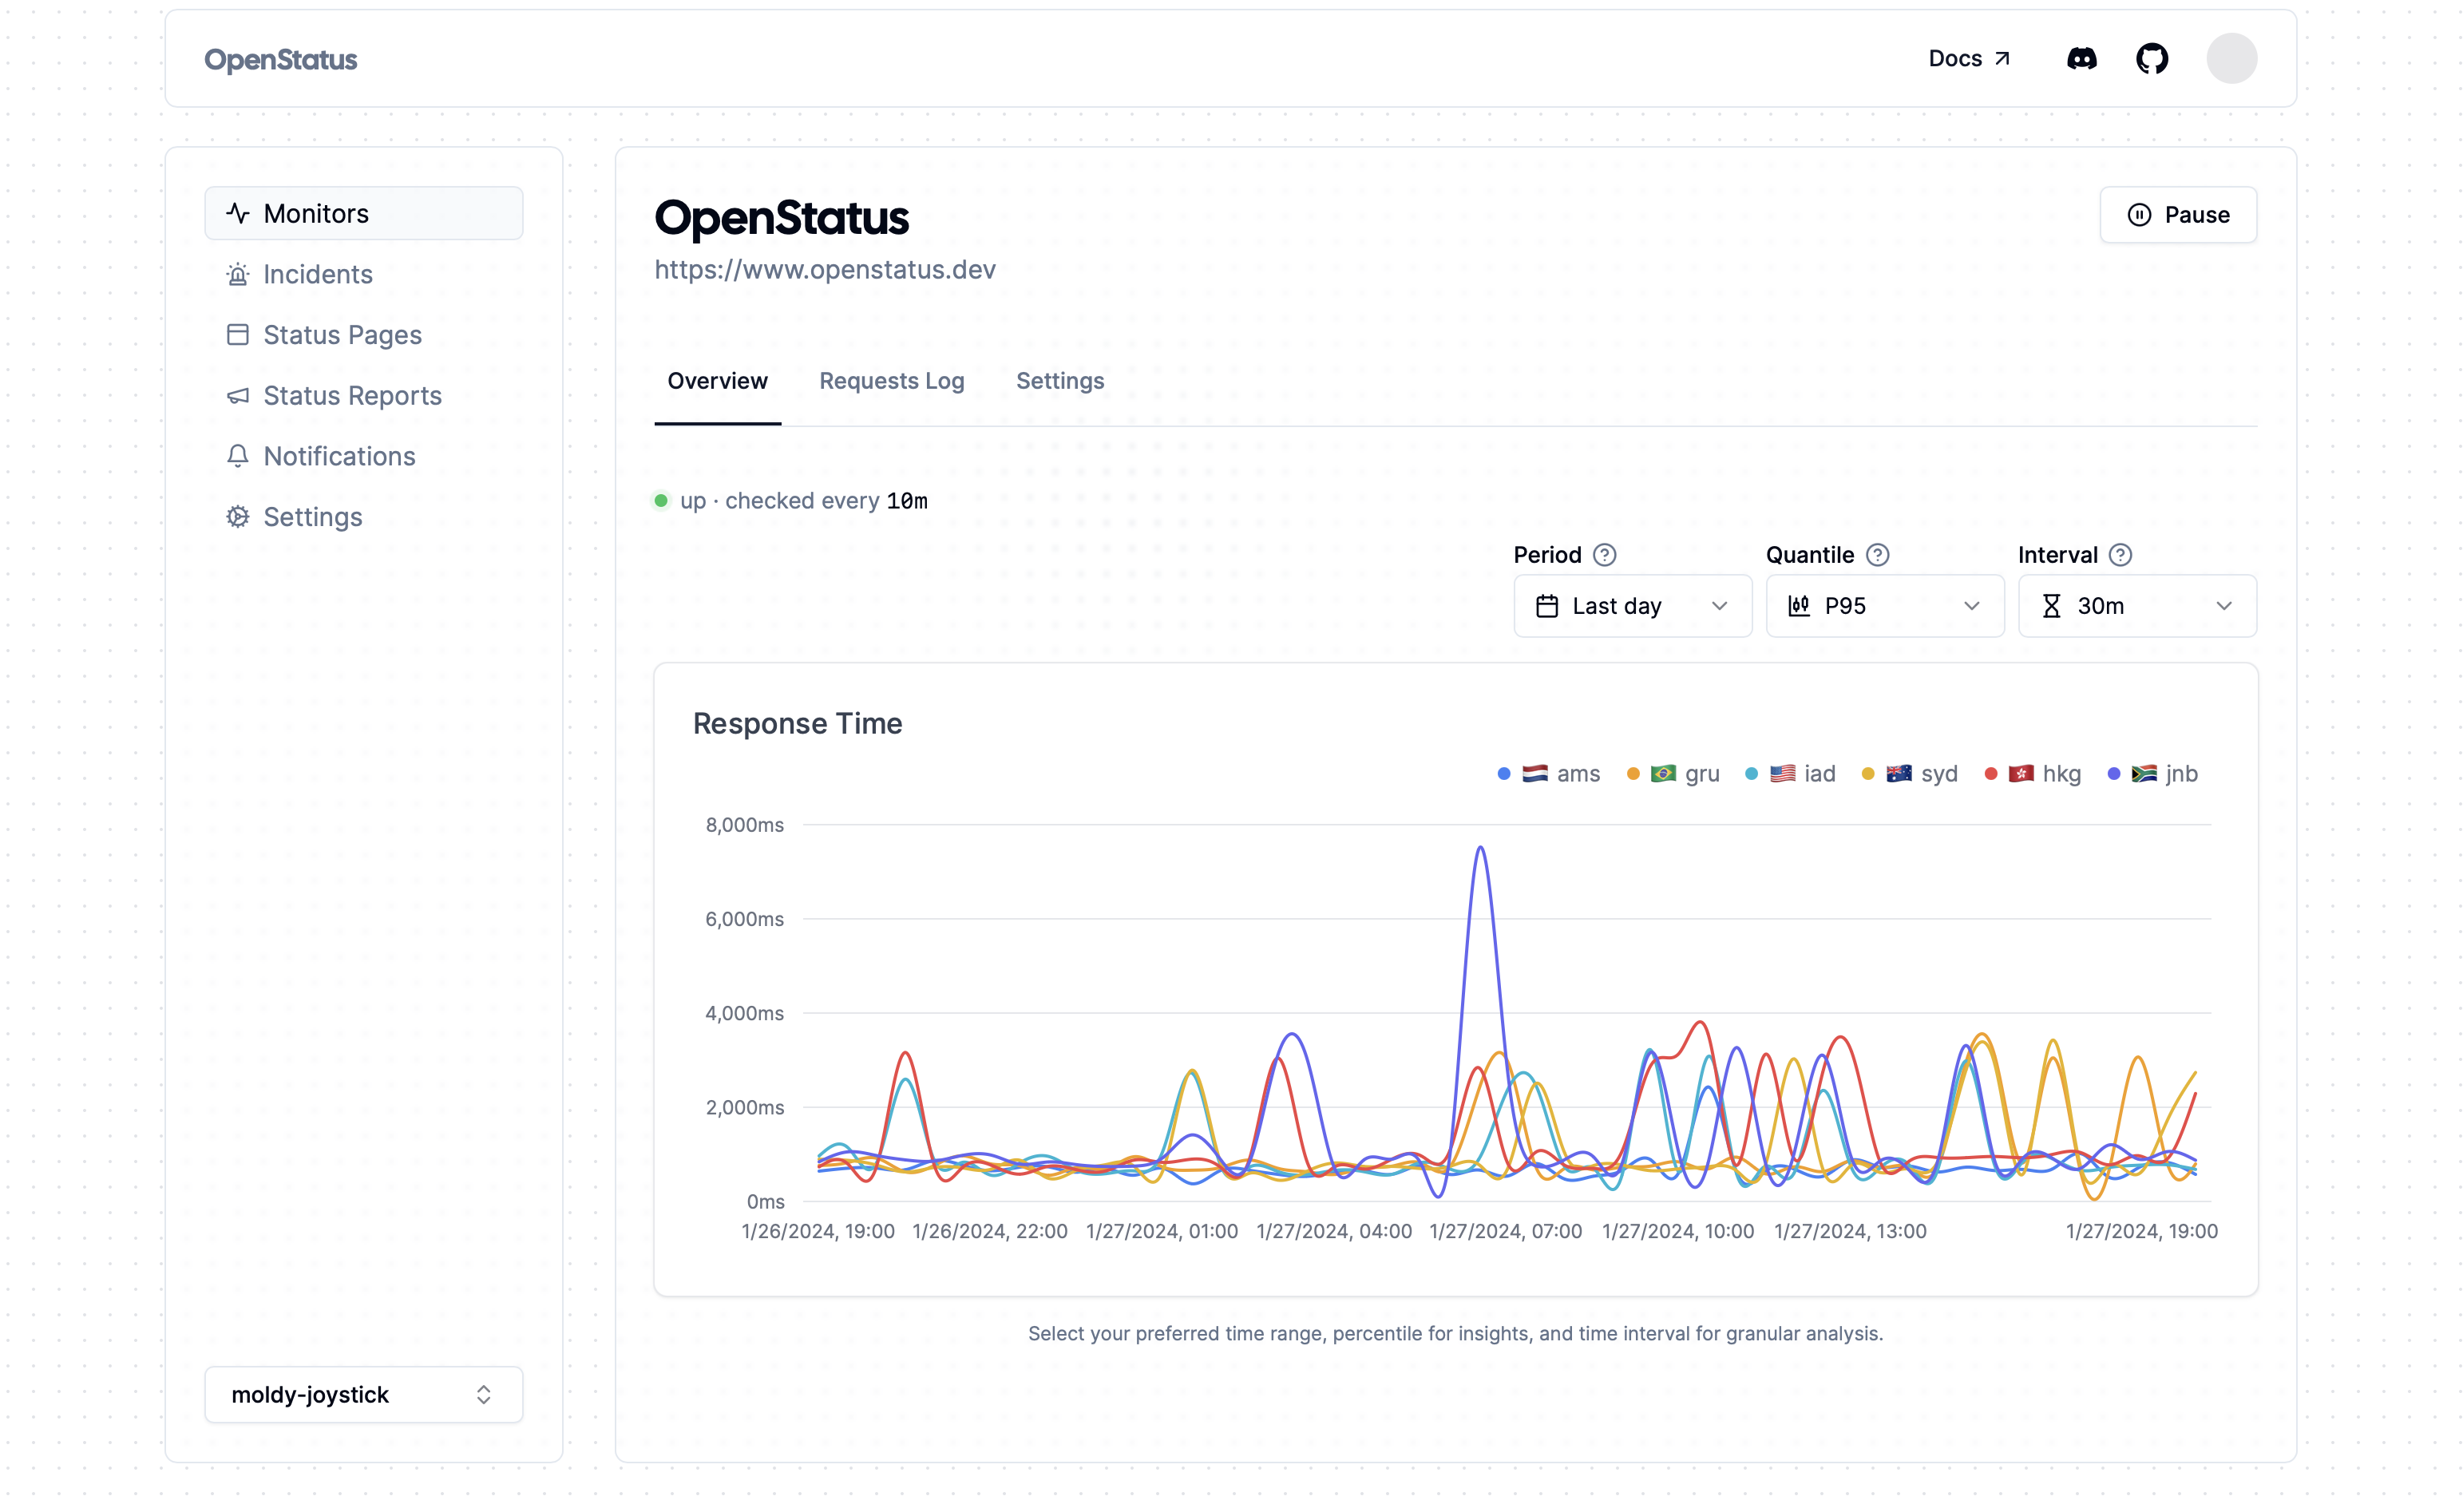 OpenStatus
Docs
Monitors
Incidents
Status Pages
Status Reports
Notifications
Settings
moldy-joystick
OpenStatus
https://www.openstatus.dev
Pause
Overview Requests Log Settings
up · checked every 10m
Period Quantile Interval
Last day P95 30m
Response Time
ams gru iad syd hkg jnb
8,000ms
6,000ms
4,000ms
2,000ms
0ms
1/26/2024, 19:00 1/26/2024, 22:00 1/27/2024, 01:00 1/27/2024, 04:00 1/27/2024, 07:00 1/27/2024, 10:00 1/27/2024, 13:00 1/27/2024, 19:00
Select your preferred time range, percentile for insights, and time interval for granular analysis.